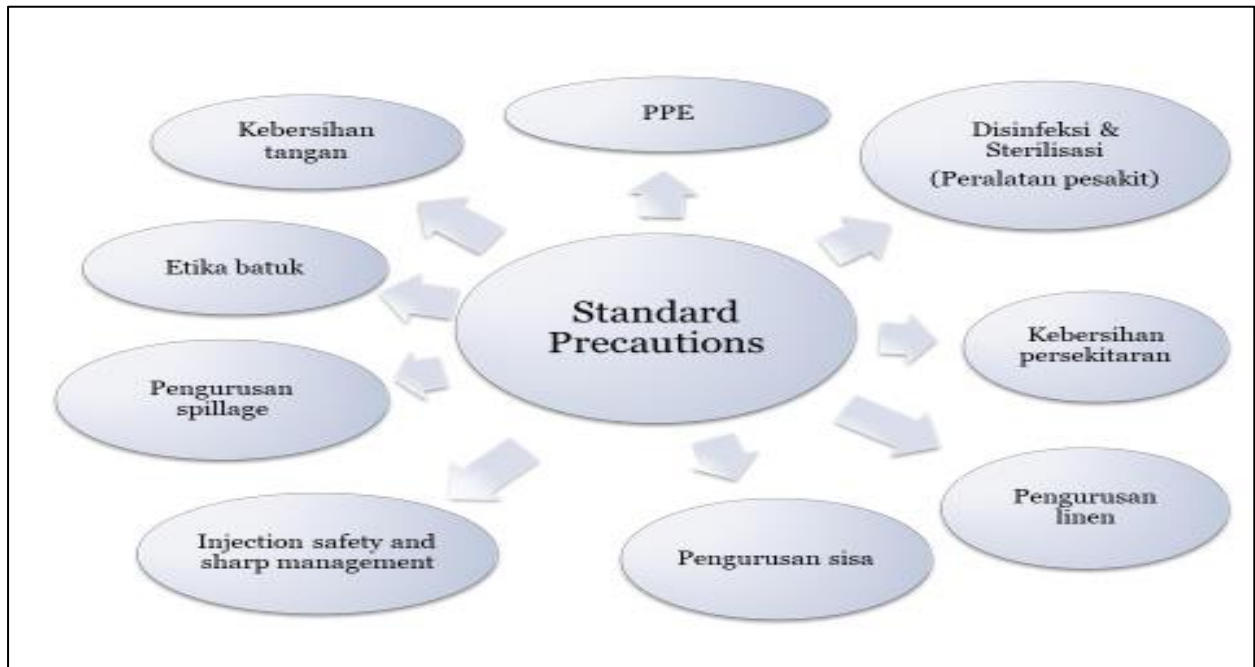 PPE
Kebersihan
tangan
Disinfeksi &
Sterilisasi
(Peralatan pesakit)
Etika batuk
Standard
Precautions
Kebersihan
persekitaran
Pengurusan
spillage
Pengurusan
linen
Injection safety and
sharp management
Pengurusan sisa